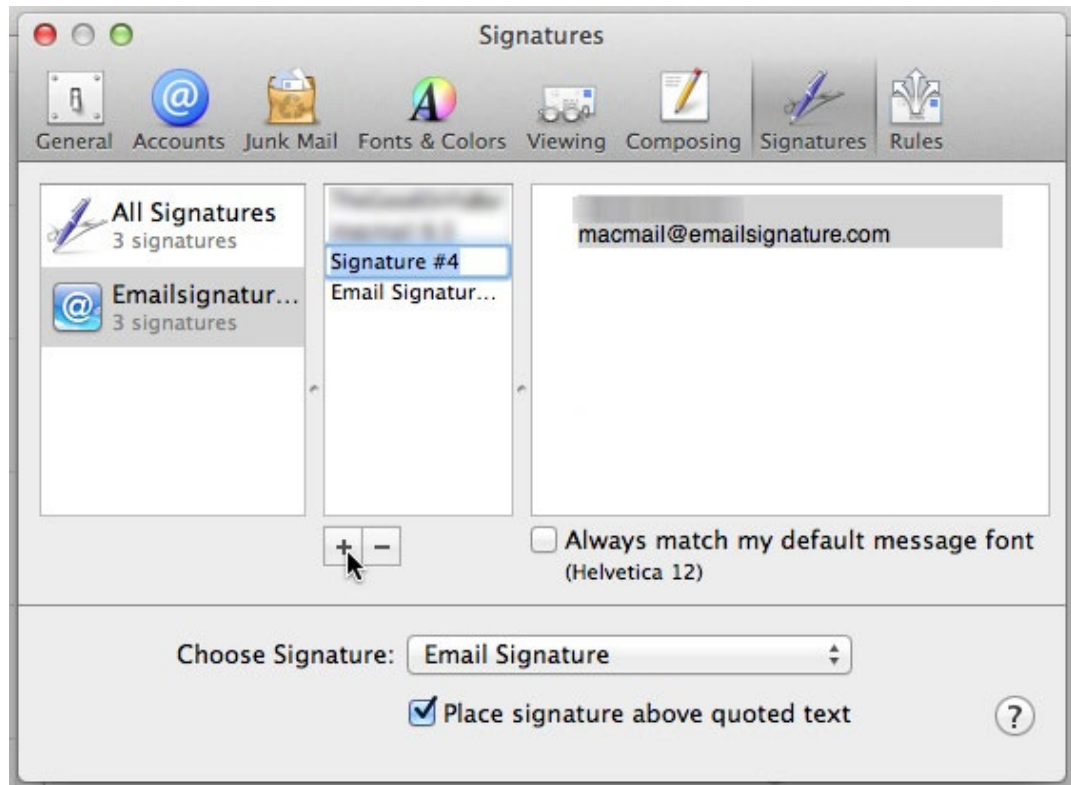 Signatures
General Accounts Junk Mail Fonts & Colors Viewing Composing Signatures Rules
All Signatures
3 signatures
Emailsignatur...
3 signatures
Signature #4
Email Signatur...
macmail@emailsignature.com
+ −
Always match my default message font
(Helvetica 12)
Choose Signature: Email Signature
Place signature above quoted text
?